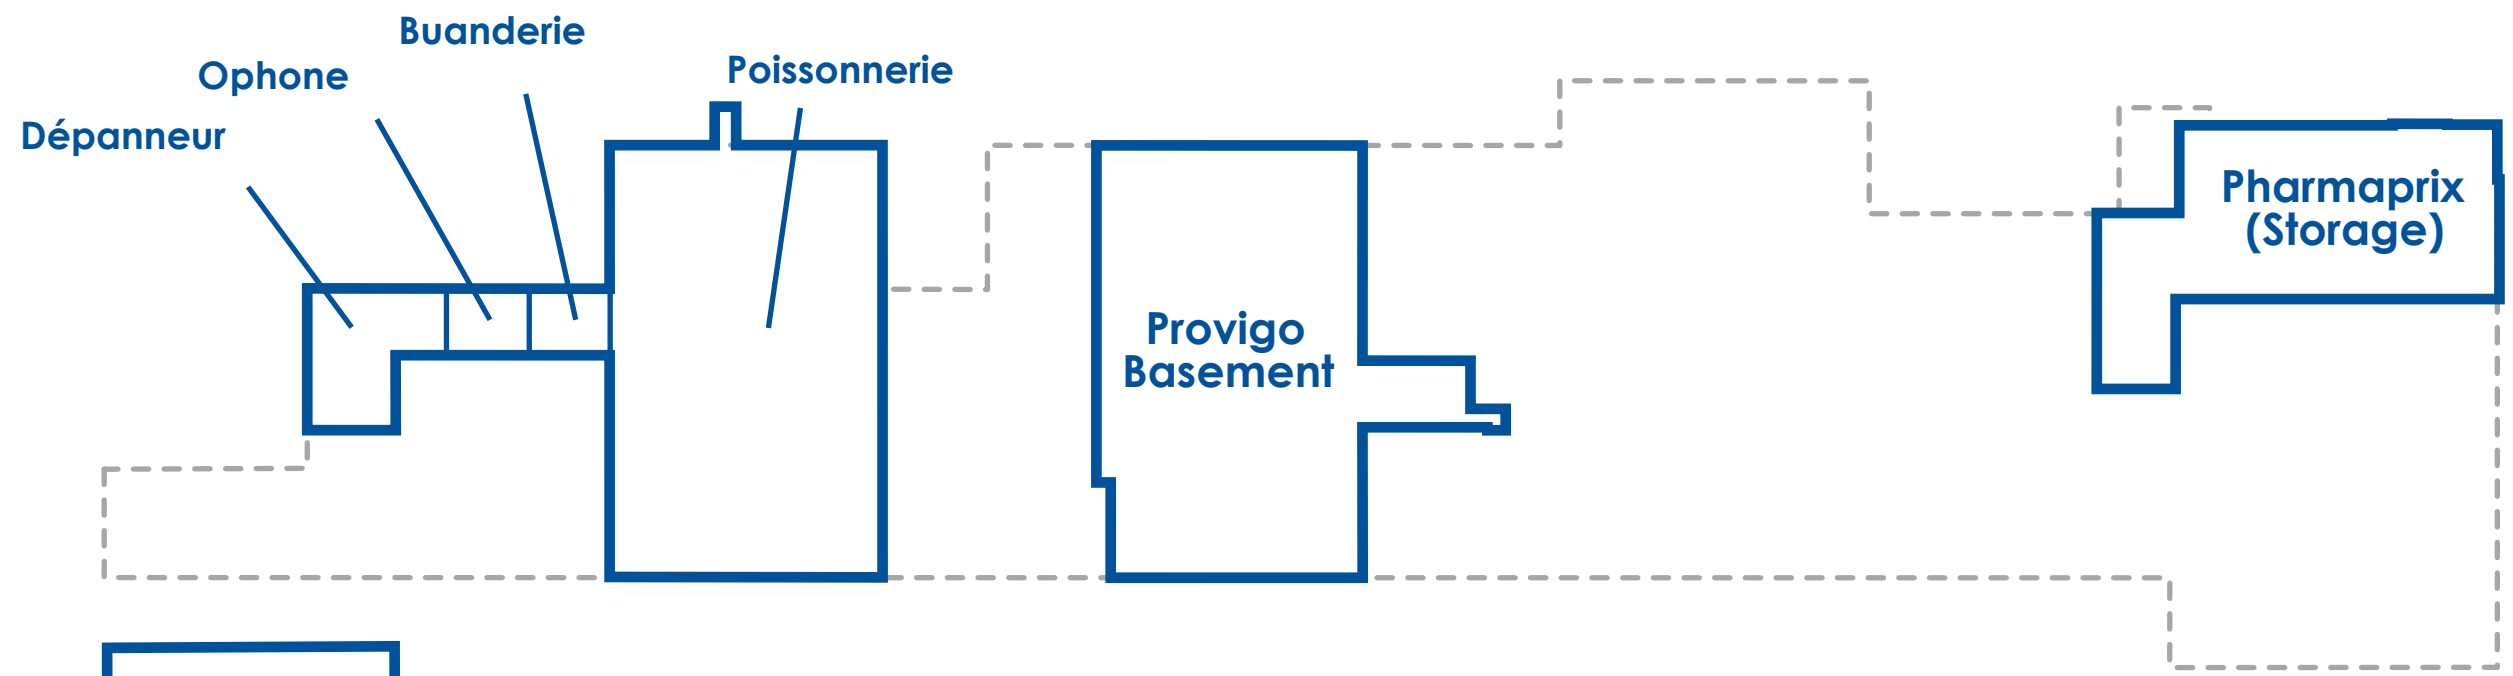 Buanderie
Ophone
Poissonnerie
Dépanneur
Pharmaprix
(Storage)
Provigo
Basement